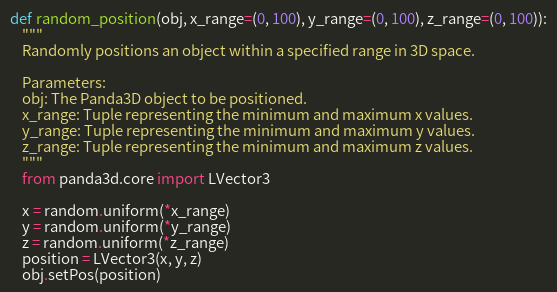 def random_position(obj, x_range=(0, 100), y_range=(0, 100), z_range=(0, 100)):
"""
Randomly positions an object within a specified range in 3D space.
Parameters:
obj: The Panda3D object to be positioned.
x_range: Tuple representing the minimum and maximum x values.
y_range: Tuple representing the minimum and maximum y values.
z_range: Tuple representing the minimum and maximum z values.
"""
from panda3d.core import LVector3
x = random.uniform(*x_range)
y = random.uniform(*y_range)
z = random.uniform(*z_range)
position = LVector3(x, y, z)
obj.setPos(position)